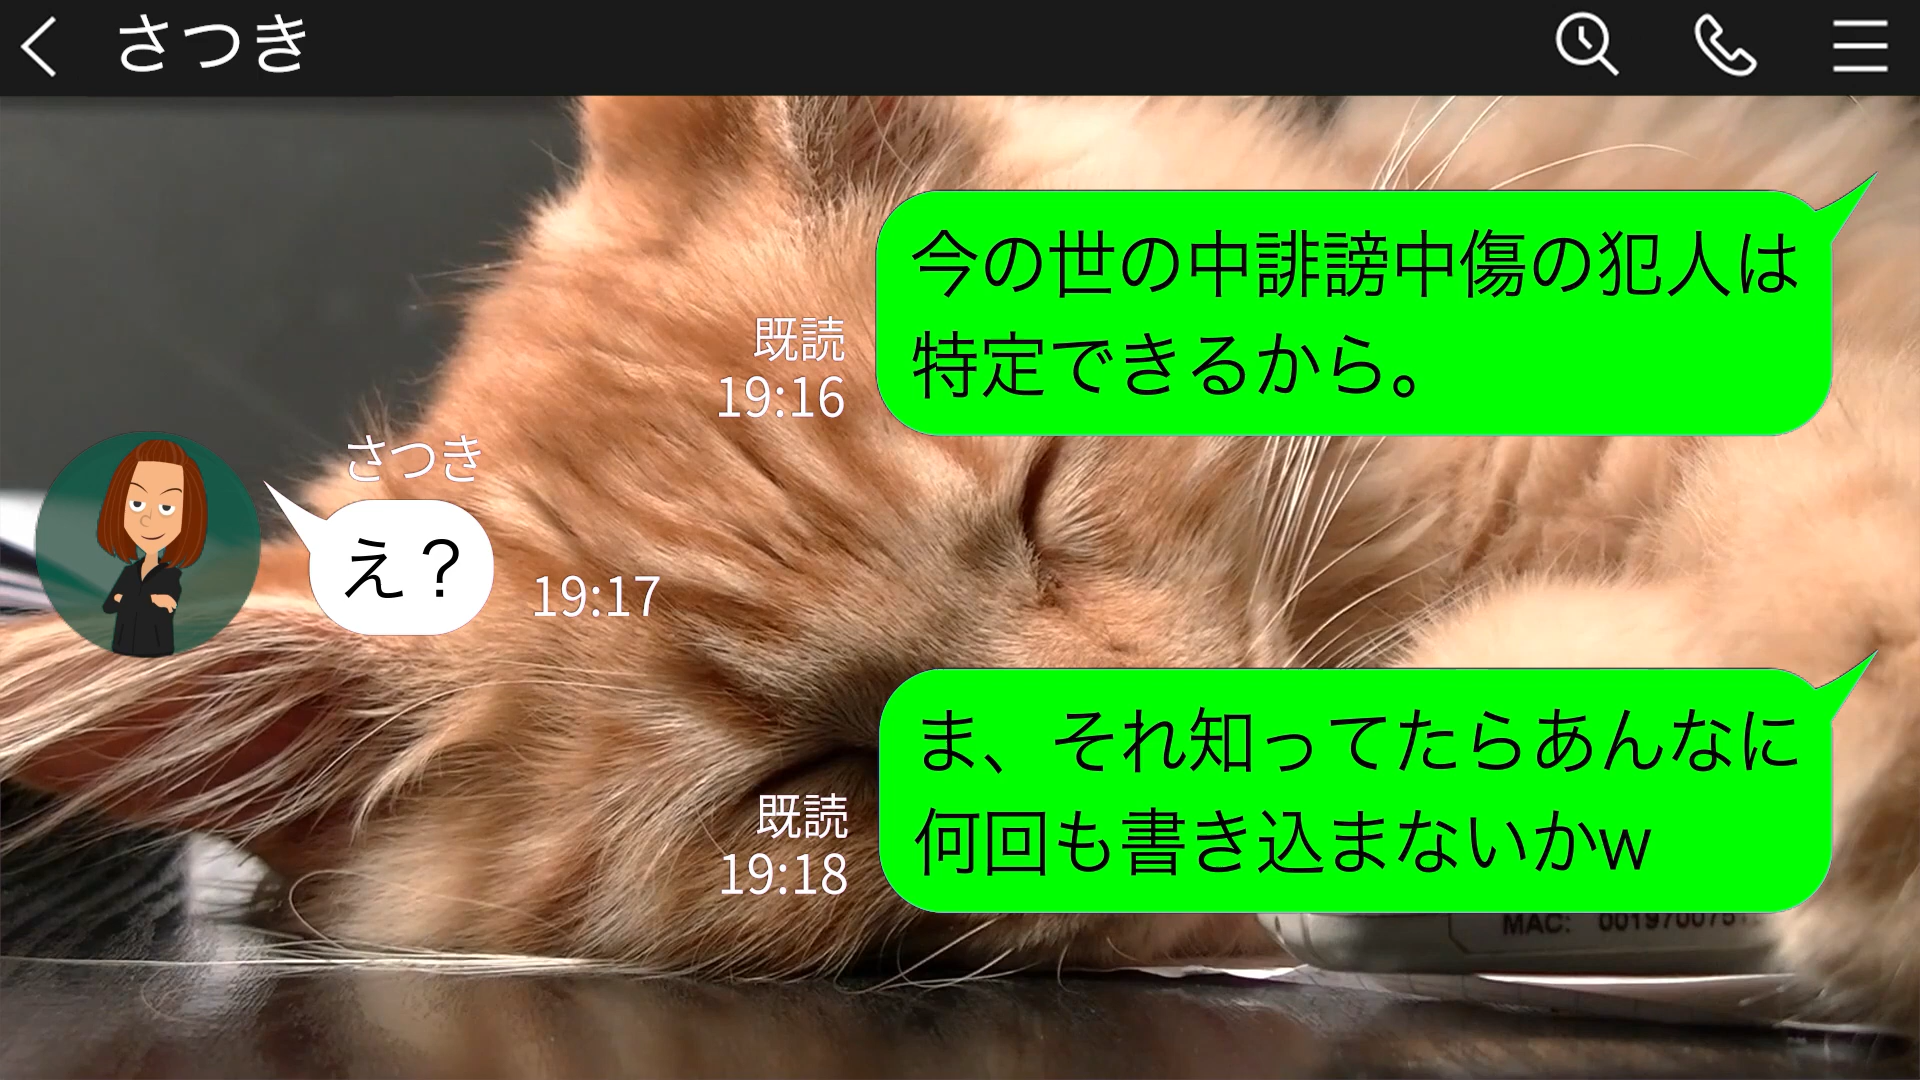 さつき
今の世の中誹謗中傷の犯人は
特定できるから。
既読
19:16
さつき
え？
19:17
ま、それ知ってたらあんなに
何回も書き込まないかw
既読
19:18
MAC: 001970075